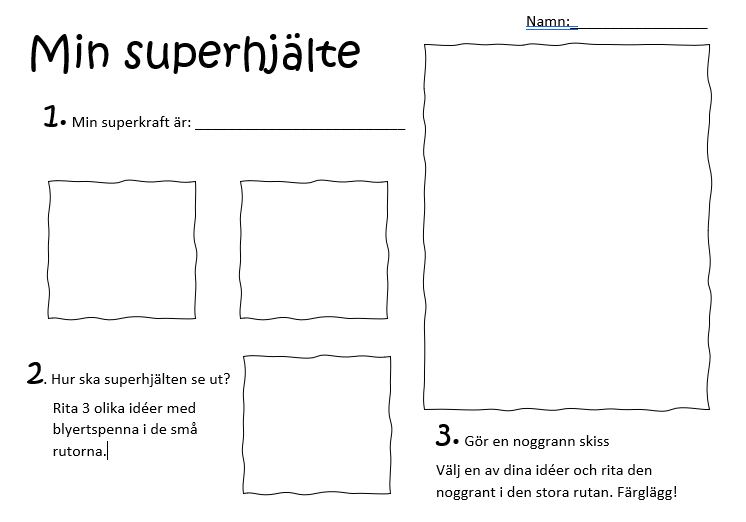 Namn:_________________
Min superhjälte
1. Min superkraft är: __________________________
2. Hur ska superhjälten se ut?
Rita 3 olika idéer med
blyertspenna i de små
rutorna.
3. Gör en noggrann skiss
Välj en av dina idéer och rita den
noggrant i den stora rutan. Färglägg!